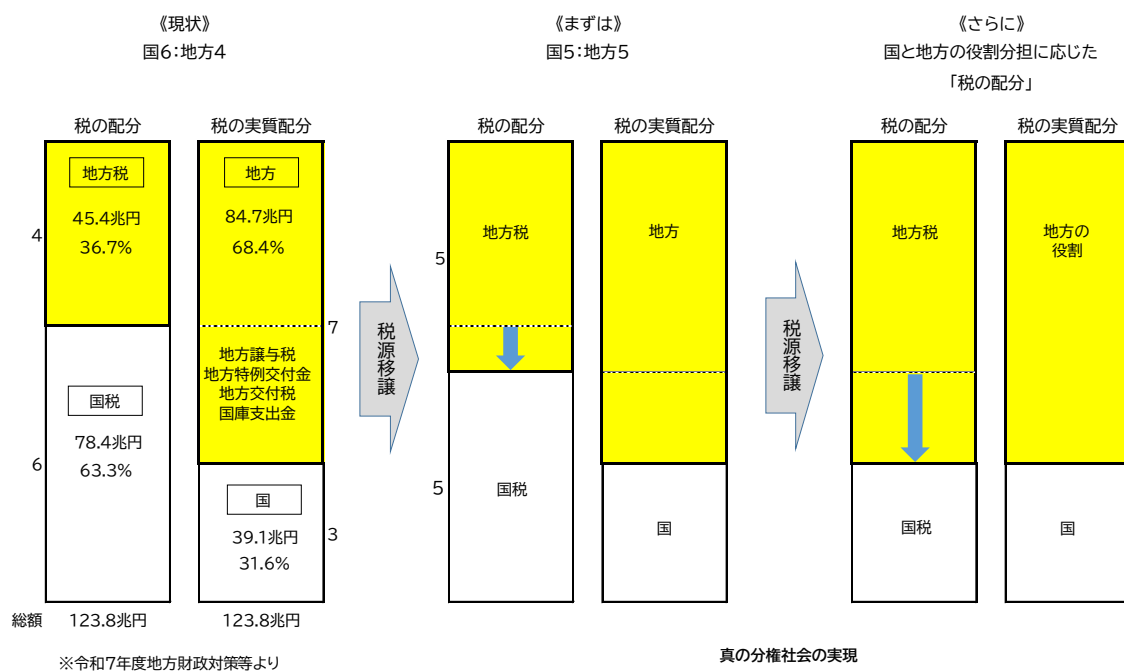 《現状》
国6:地方4
税の配分
税の実質配分
地方税
45.4兆円
36.7%
4
地方
84.7兆円
68.4%
7
地方譲与税
地方特例交付金
地方交付税
国庫支出金
国税
78.4兆円
63.3%
6
国
39.1兆円
31.6%
3
総額
123.8兆円
123.8兆円
※令和7年度地方財政対策等より
税源移譲
《まずは》
国5:地方5
税の配分
税の実質配分
地方税
5
地方
国税
5
国
税源移譲
《さらに》
国と地方の役割分担に応じた
「税の配分」
税の配分
税の実質配分
地方税
地方の
役割
国税
国
真の分権社会の実現